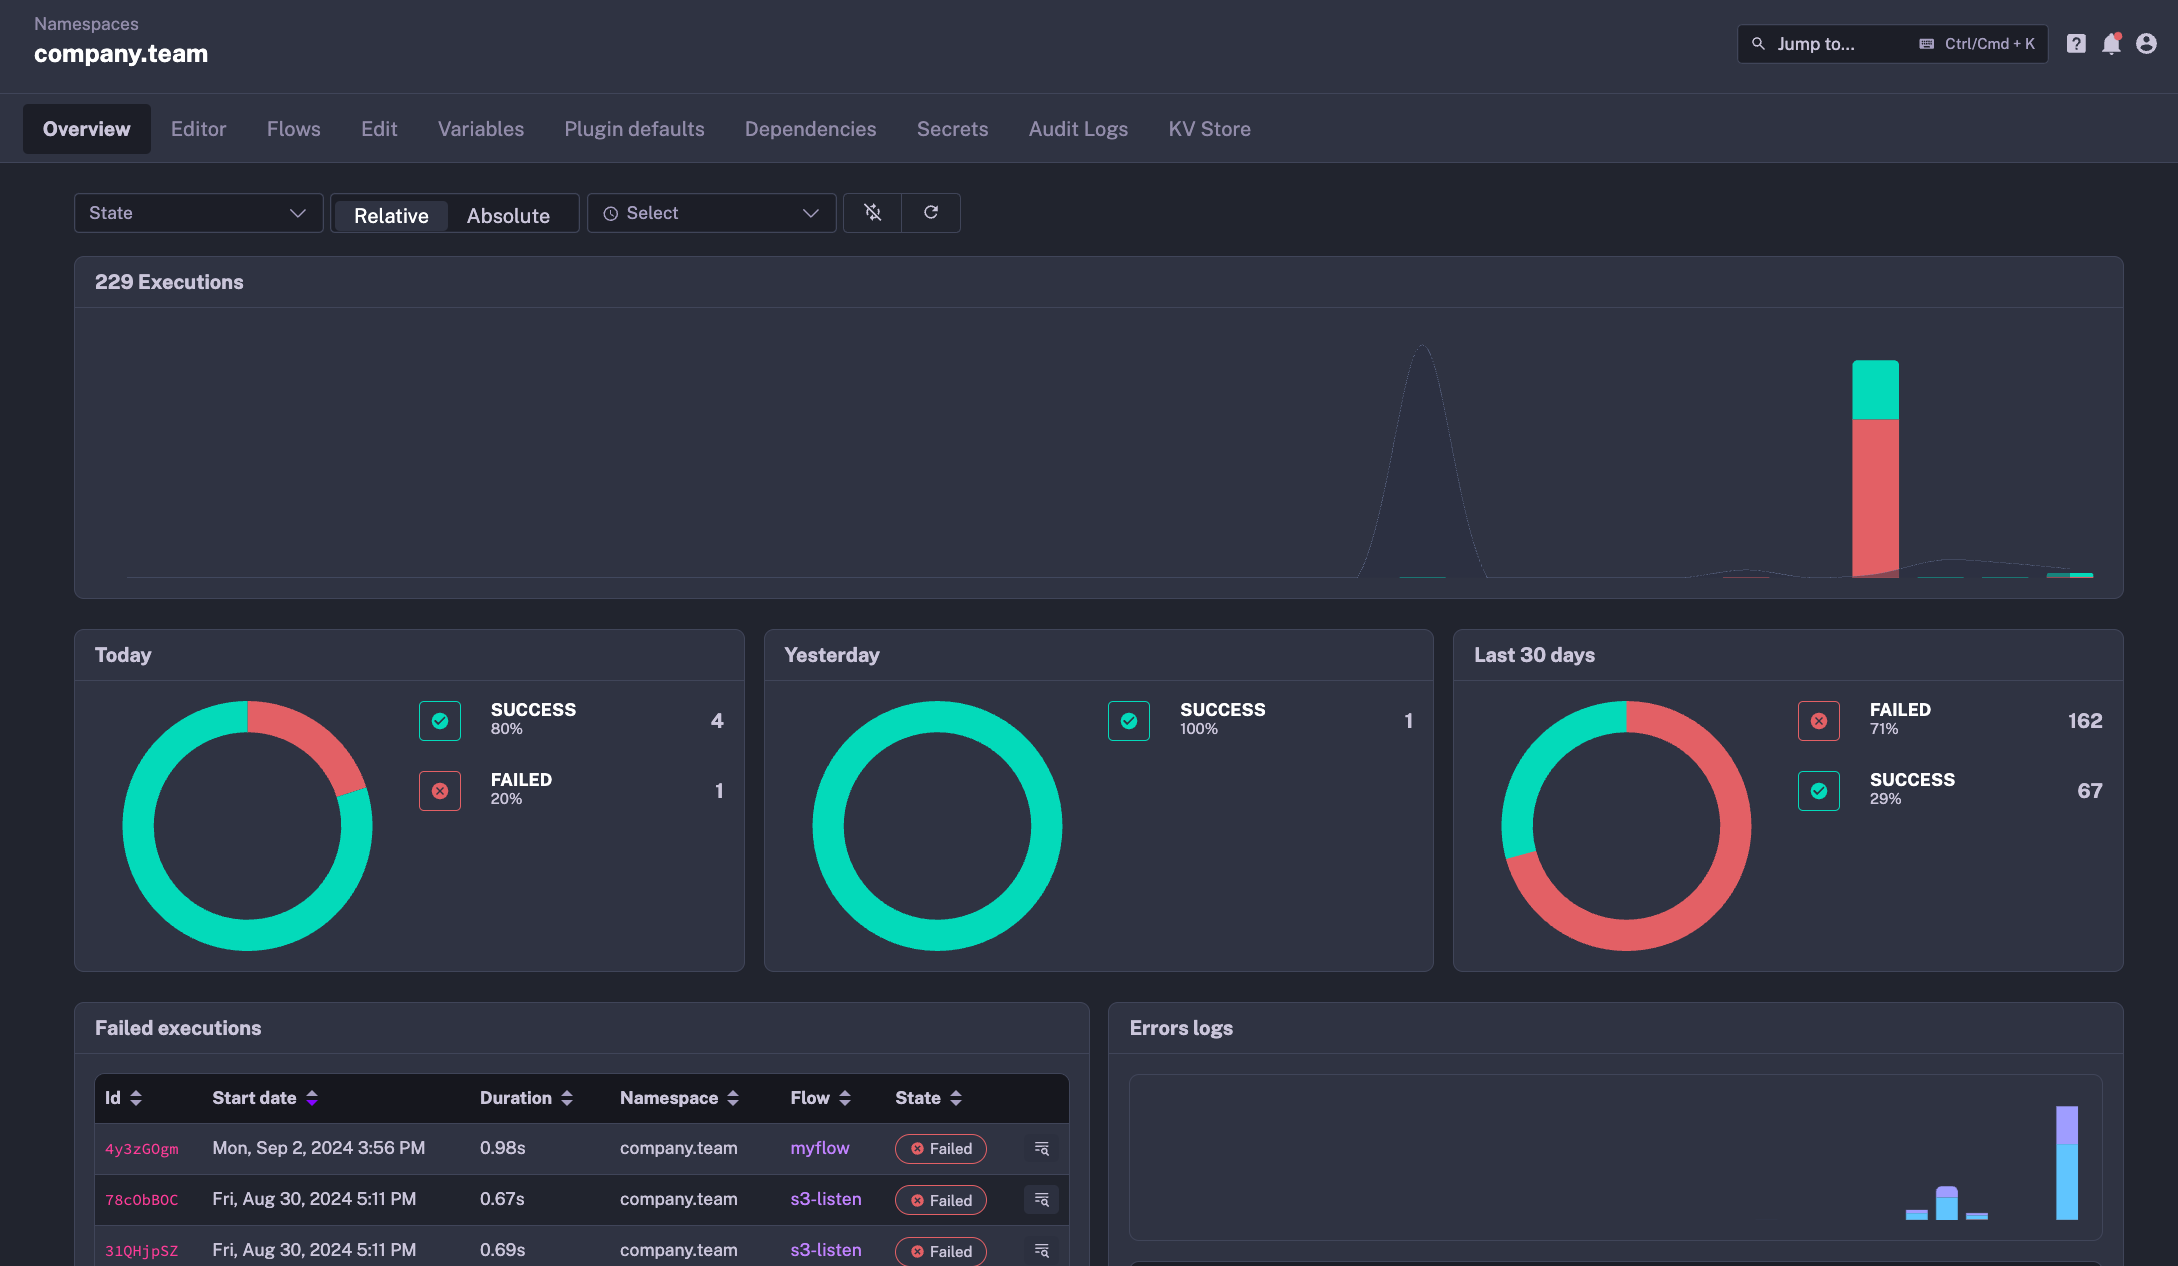 Namespaces
company.team
Jump to...
Ctrl/Cmd + K
Overview Editor Flows Edit Variables Plugin defaults Dependencies Secrets Audit Logs KV Store
State
Relative Absolute
Select
229 Executions
Today
SUCCESS
80%
4
FAILED
20%
1
Yesterday
SUCCESS
100%
1
Last 30 days
FAILED
71%
162
SUCCESS
29%
67
Failed executions
Id Start date Duration Namespace Flow State
4y3zGOgm Mon, Sep 2, 2024 3:56 PM 0.98s company.team myflow Failed
78cObBOC Fri, Aug 30, 2024 5:11 PM 0.67s company.team s3-listen Failed
31QHjpSZ Fri, Aug 30, 2024 5:11 PM 0.69s company.team s3-listen Failed
Errors logs